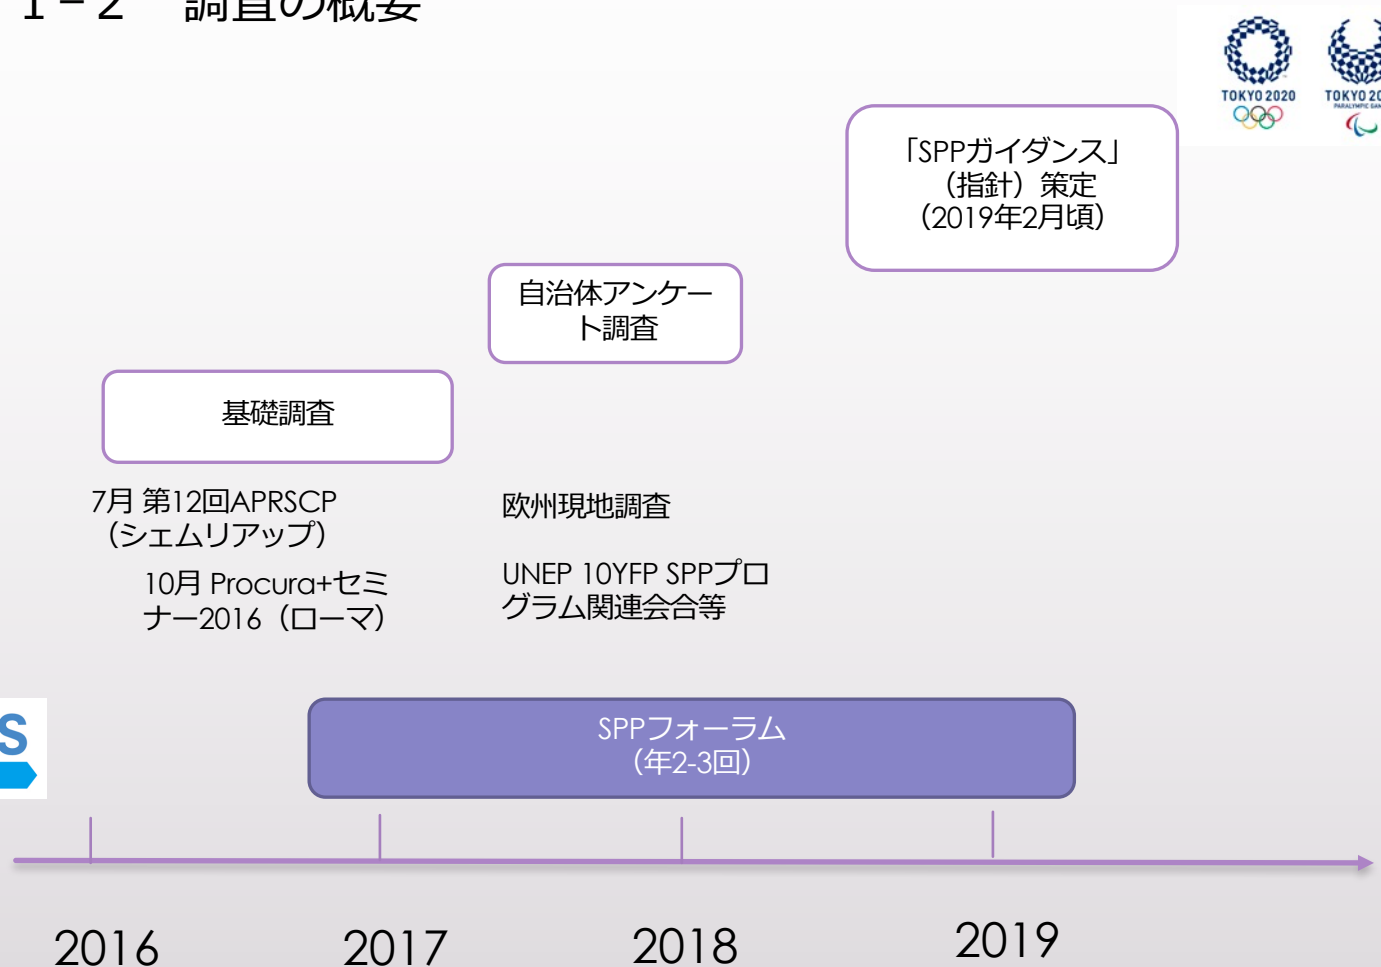 １－２　調査の概要
TOKYO 2020
TOKYO 20
PARALYMPIC GAM
「SPPガイダンス」
（指針）策定
（2019年2月頃）
自治体アンケー
ト調査
基礎調査
7月 第12回APRSCP
（シェムリアップ）
10月 Procura+セミ
ナー2016（ローマ）
欧州現地調査
UNEP 10YFP SPPプロ
グラム関連会合等
S
SPPフォーラム
（年2-3回）
2016
2017
2018
2019